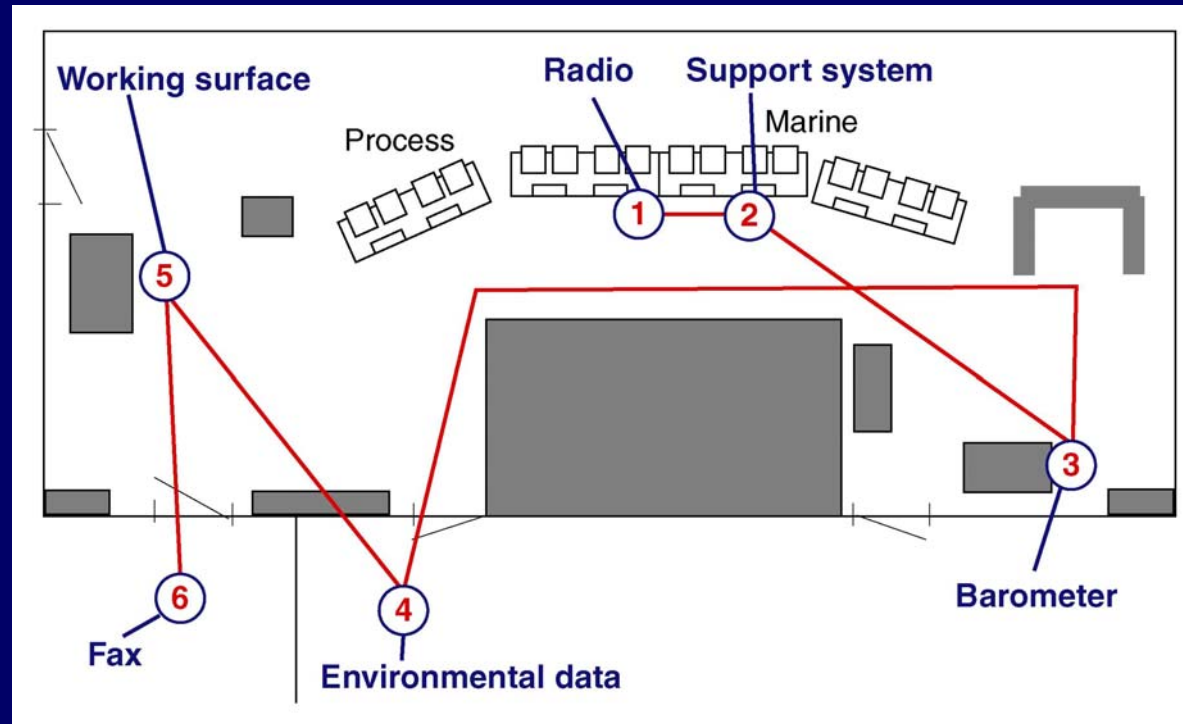 Working surface
Radio
Support system
Process
Marine
1
2
5
3
6
4
Barometer
Fax
Environmental data